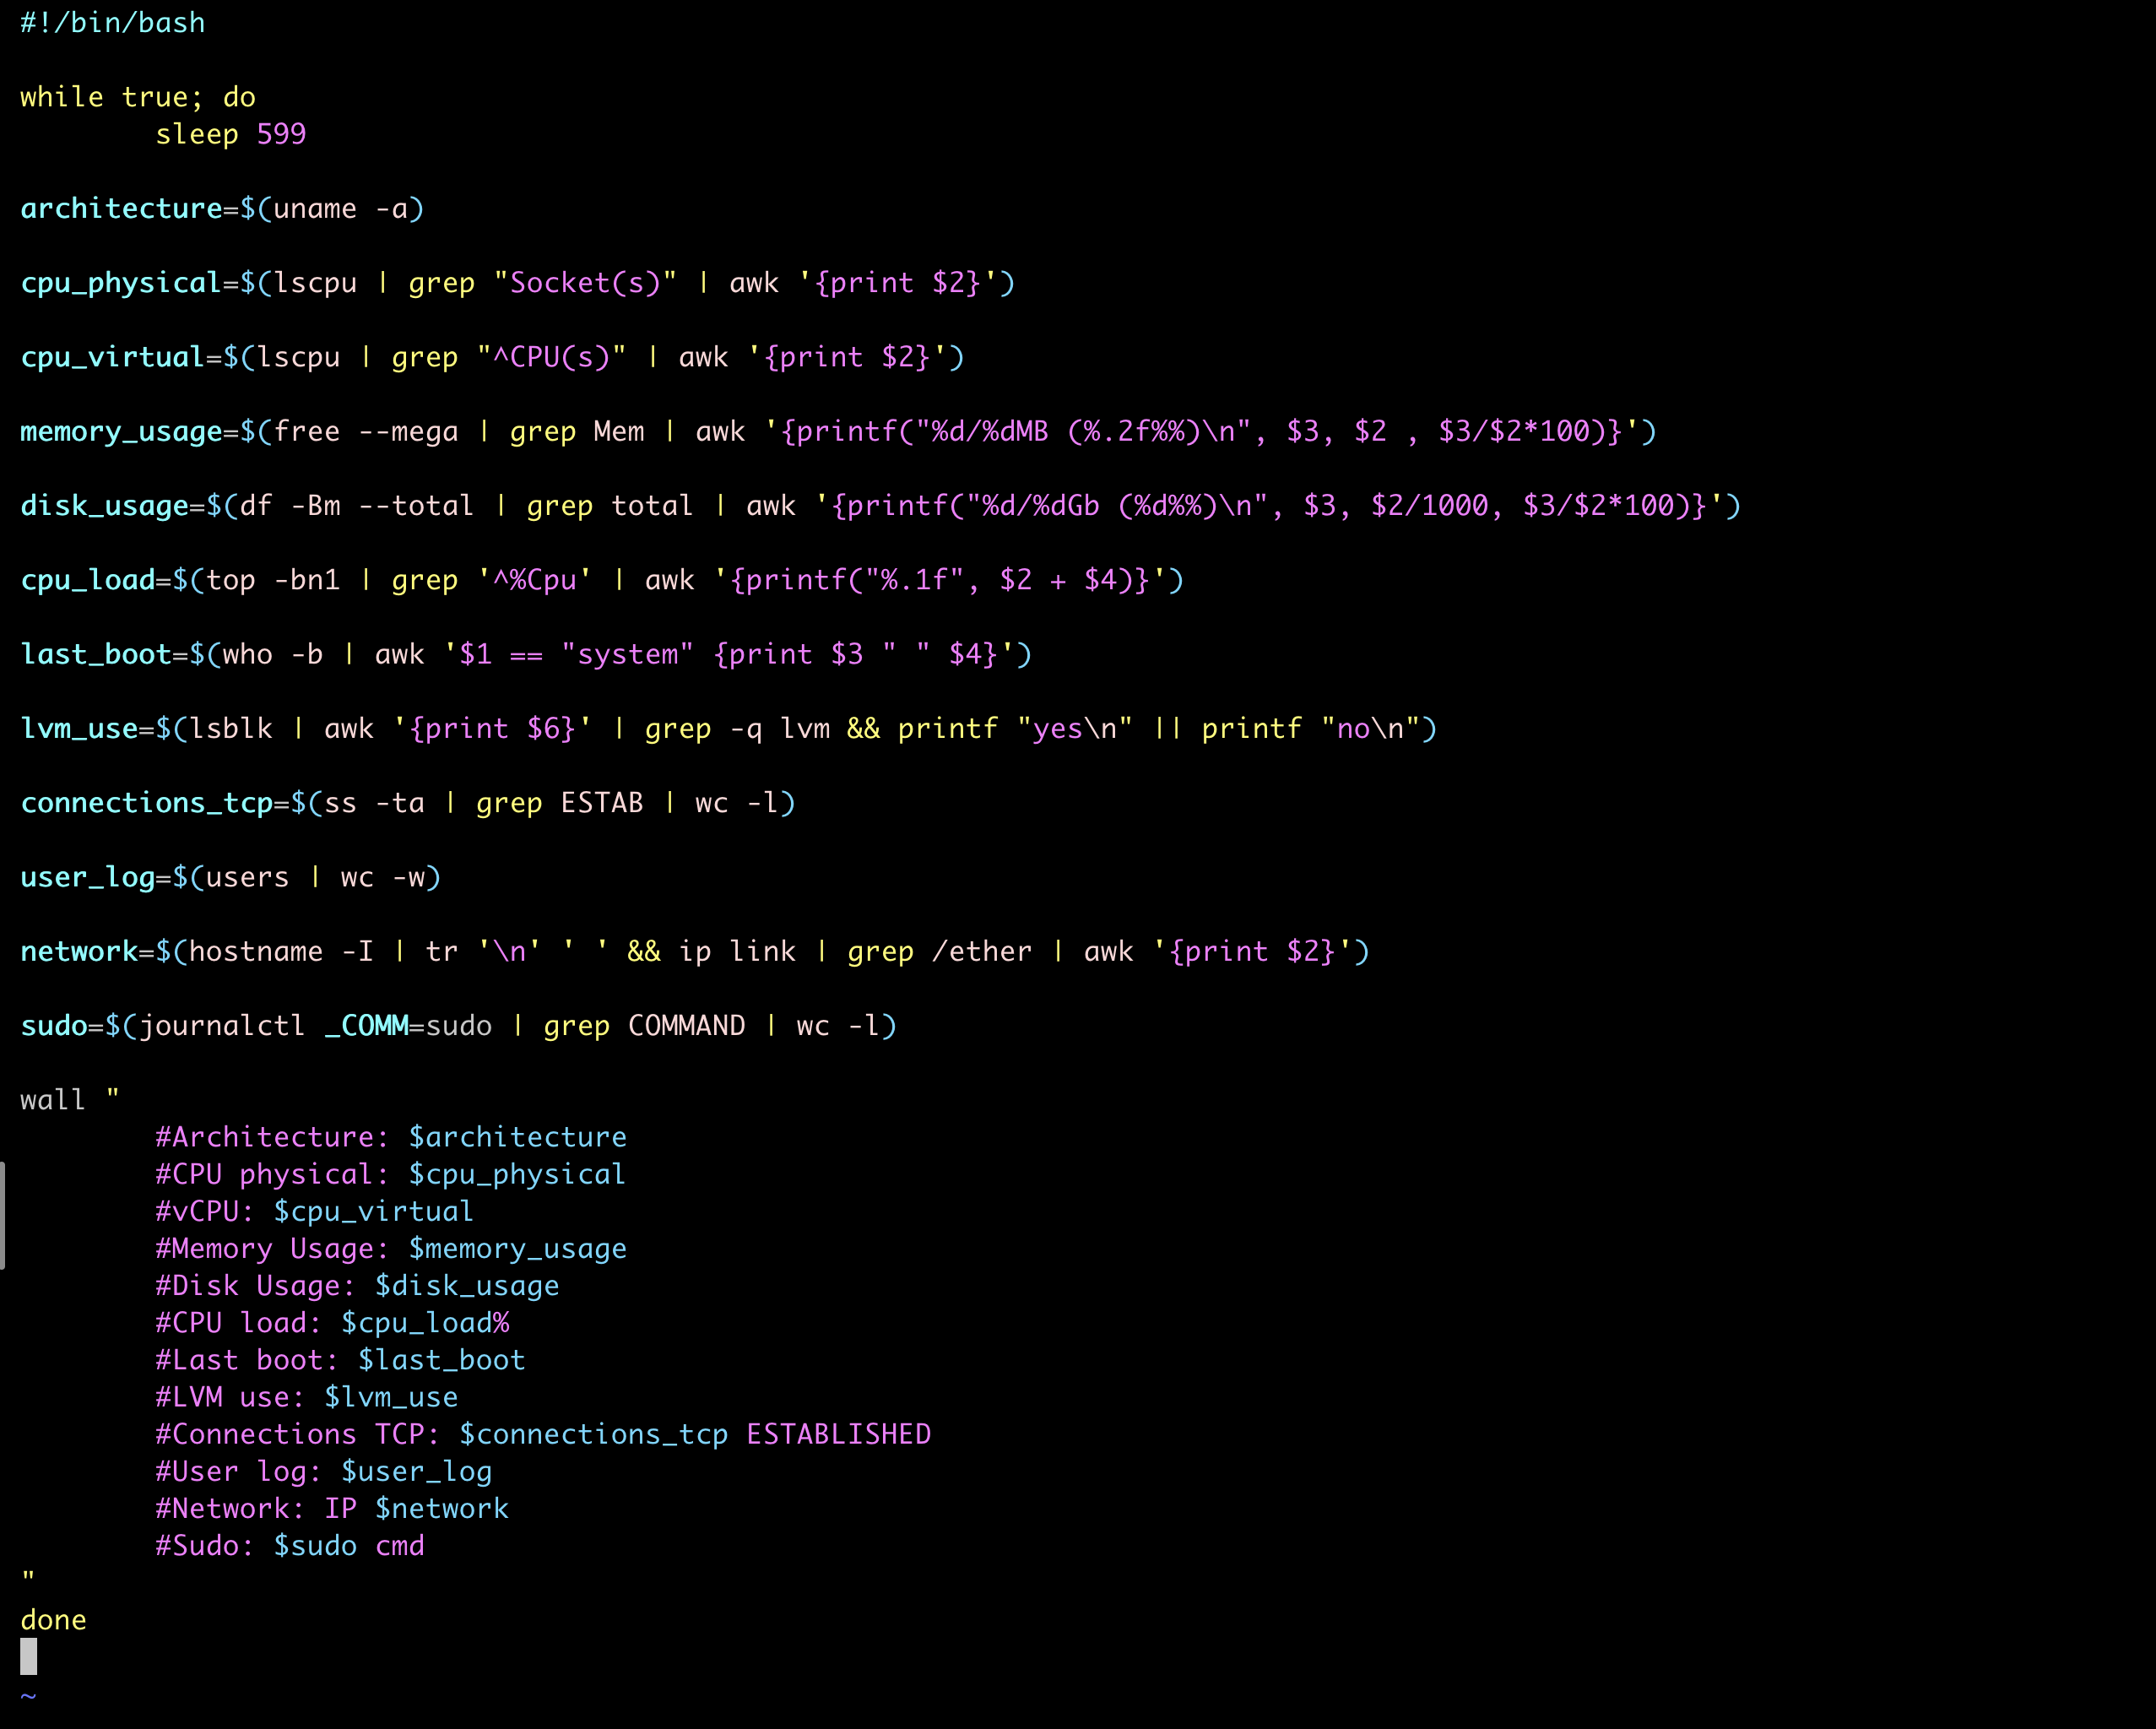 #!/bin/bash
while true; do
        sleep 599
architecture=$(uname -a)
cpu_physical=$(lscpu | grep "Socket(s)" | awk '{print $2}')
cpu_virtual=$(lscpu | grep "^CPU(s)" | awk '{print $2}')
memory_usage=$(free --mega | grep Mem | awk '{printf("%d/%dMB (%.2f%%)\n", $3, $2 , $3/$2*100)}')
disk_usage=$(df -Bm --total | grep total | awk '{printf("%d/%dGb (%d%%)\n", $3, $2/1000, $3/$2*100)}')
cpu_load=$(top -bn1 | grep '^%Cpu' | awk '{printf("%.1f", $2 + $4)}')
last_boot=$(who -b | awk '$1 == "system" {print $3 " " $4}')
lvm_use=$(lsblk | awk '{print $6}' | grep -q lvm && printf "yes\n" || printf "no\n")
connections_tcp=$(ss -ta | grep ESTAB | wc -l)
user_log=$(users | wc -w)
network=$(hostname -I | tr '\n' ' ' && ip link | grep /ether | awk '{print $2}')
sudo=$(journalctl _COMM=sudo | grep COMMAND | wc -l)
wall "
        #Architecture: $architecture
        #CPU physical: $cpu_physical
        #vCPU: $cpu_virtual
        #Memory Usage: $memory_usage
        #Disk Usage: $disk_usage
        #CPU load: $cpu_load%
        #Last boot: $last_boot
        #LVM use: $lvm_use
        #Connections TCP: $connections_tcp ESTABLISHED
        #User log: $user_log
        #Network: IP $network
        #Sudo: $sudo cmd
"
done
~